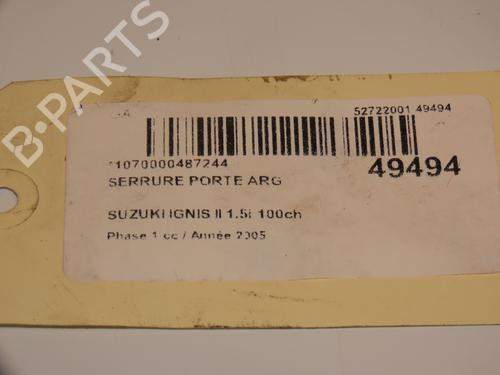 B-PARTS
52722001 49494
*1070000487244
49494
SERRURE PORTE ARG
SUZUKI IGNIS II 1.5i 100ch
Phase 1 cc / Année 2005